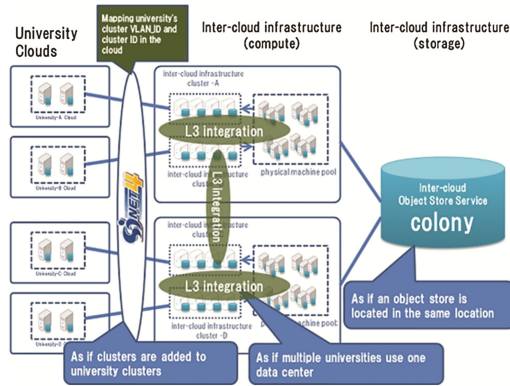 University
Clouds
Mapping university's
cluster VLAN_ID and
cluster ID in the
cloud
Inter-cloud infrastructure
(compute)
Inter-cloud infrastructure
(storage)
University-A Cloud
University-B Cloud
University-C Cloud
University-D Cloud
SINET4
inter-cloud infrastructure
cluster -A
L3 integration
inter-cloud infrastructure
physical machine pool
L3 integration
L3 integration
inter-cloud infrastructure
cluster -D
Inter-cloud
Object Store Service
colony
As if an object store is
located in the same location
As if clusters are added to
university clusters
As if multiple universities use one
data center